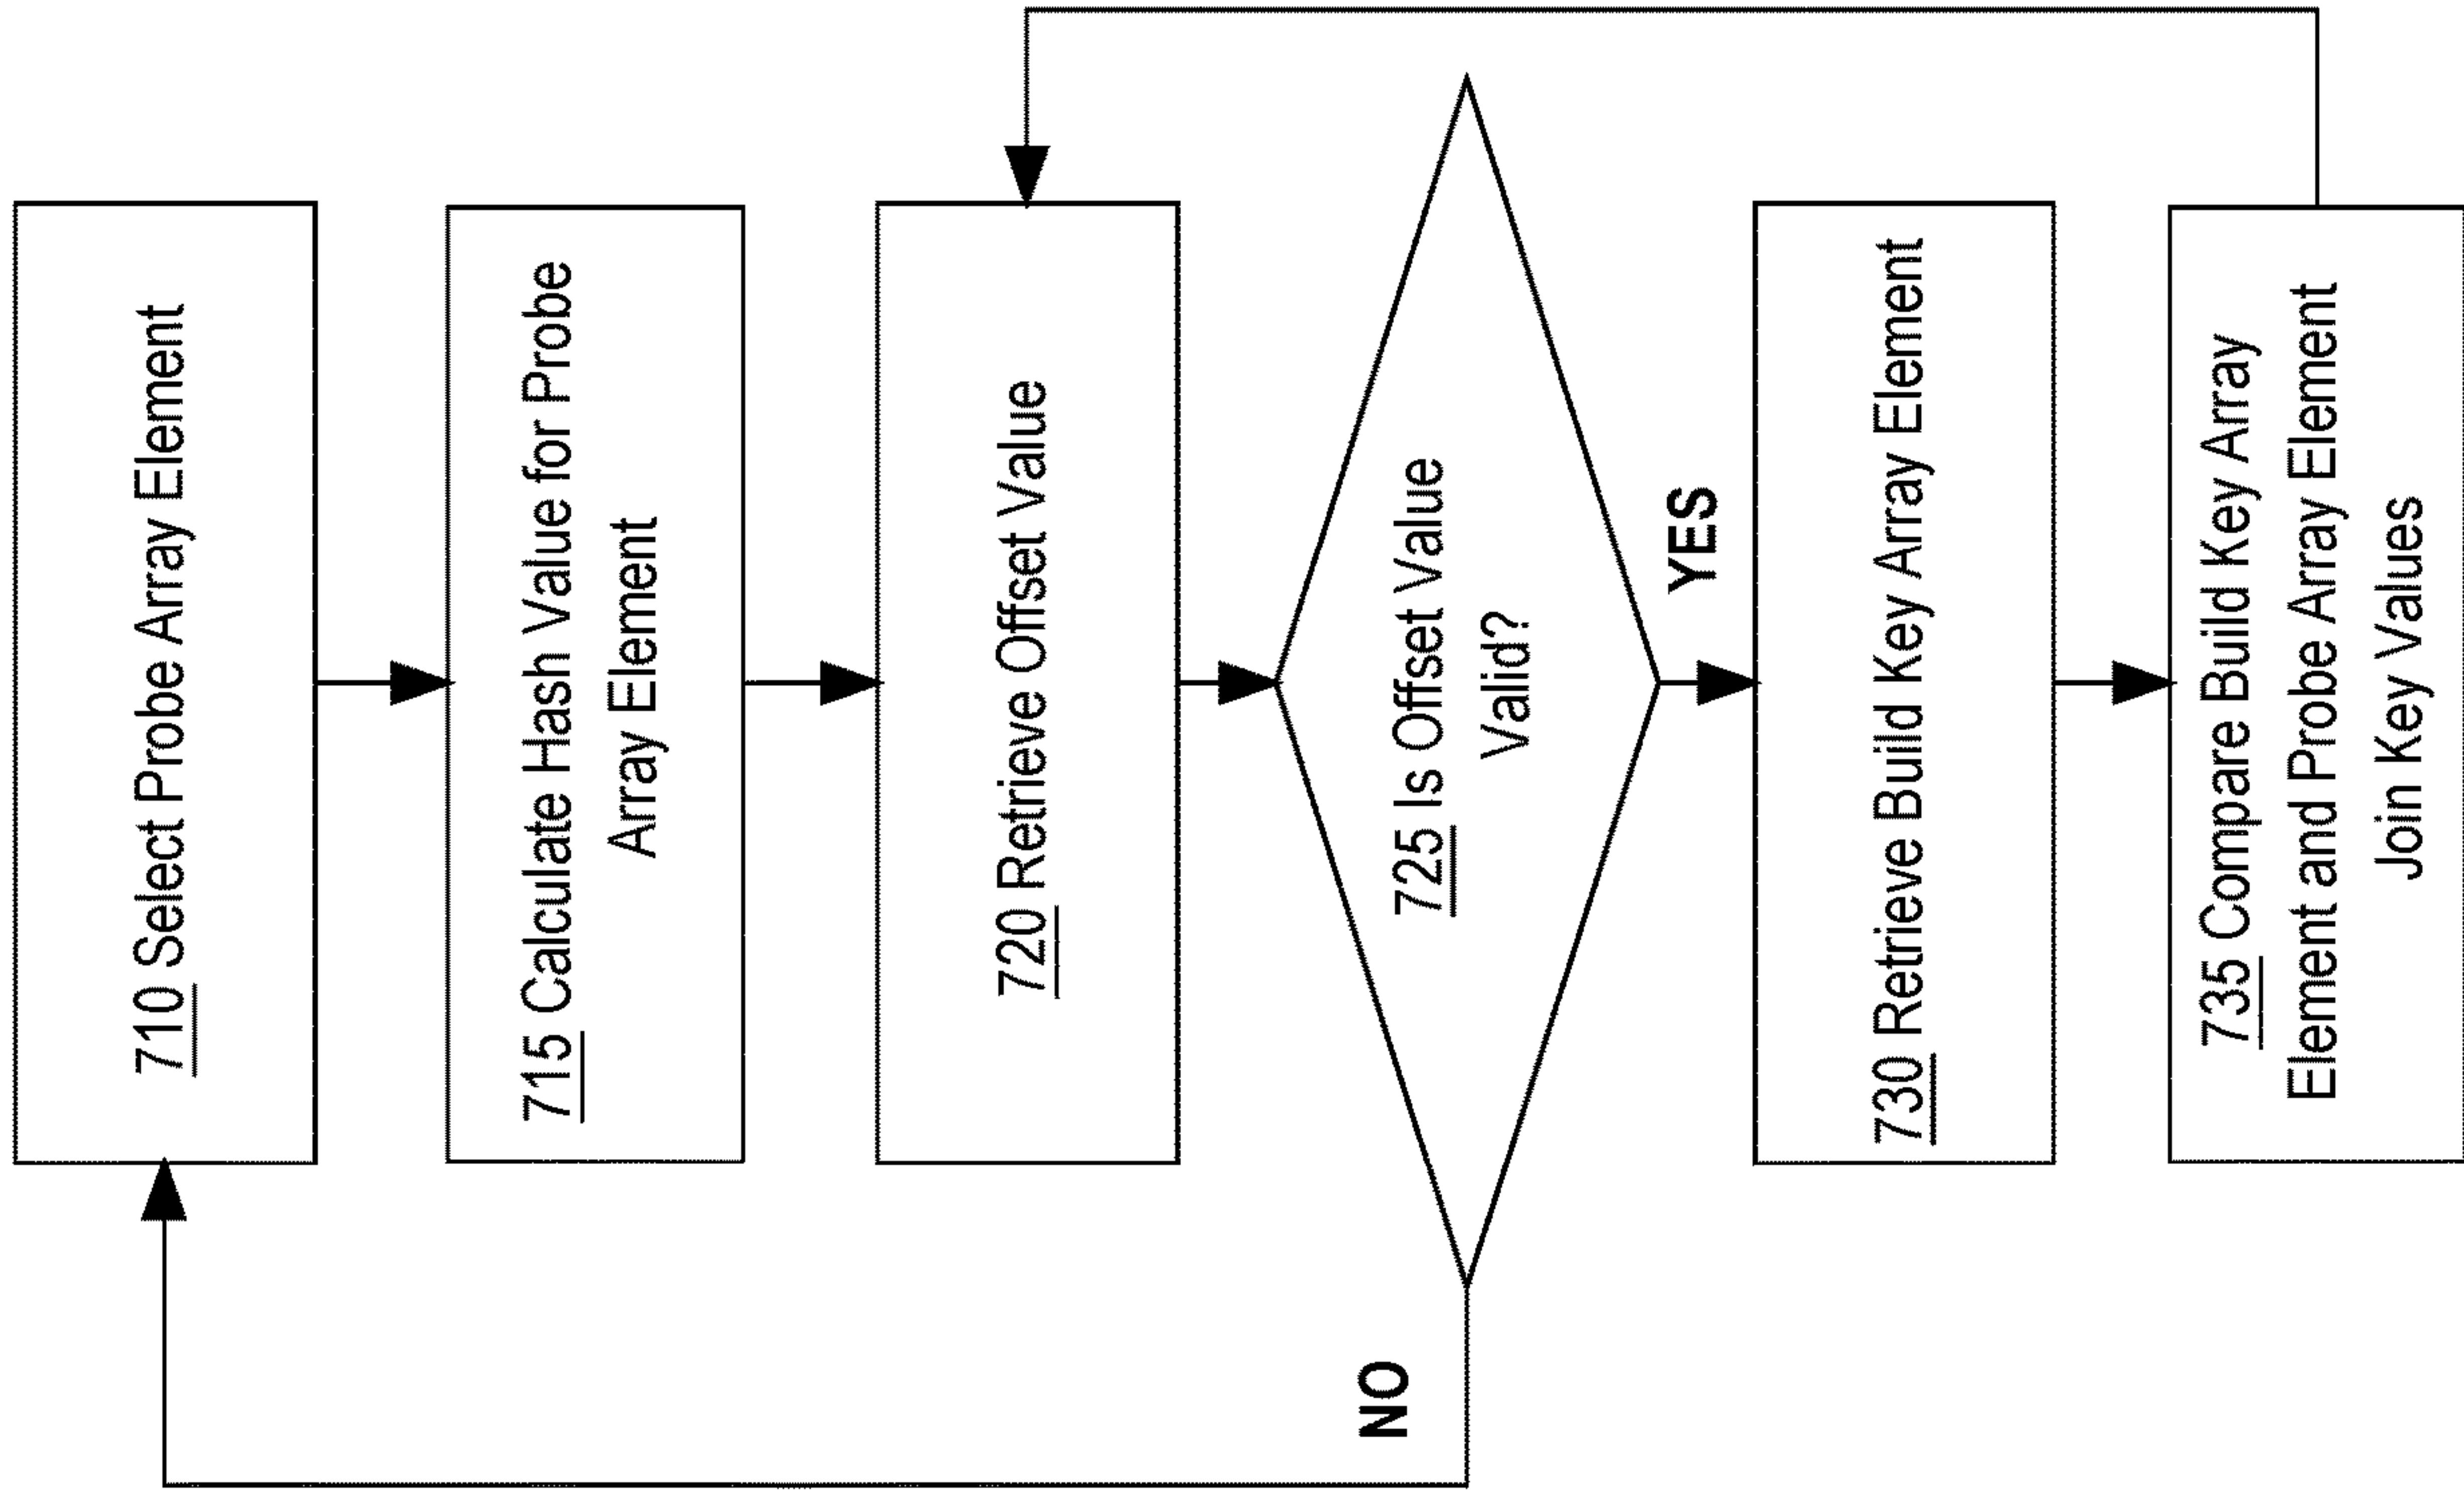 710 Select Probe Array Element
715 Calculate Hash Value for Probe
Array Element
720 Retrieve Offset Value
725 Is Offset Value
Valid?
NO
YES
730 Retrieve Build Key Array Element
735 Compare Build Key Array
Element and Probe Array Element
Join Key Values